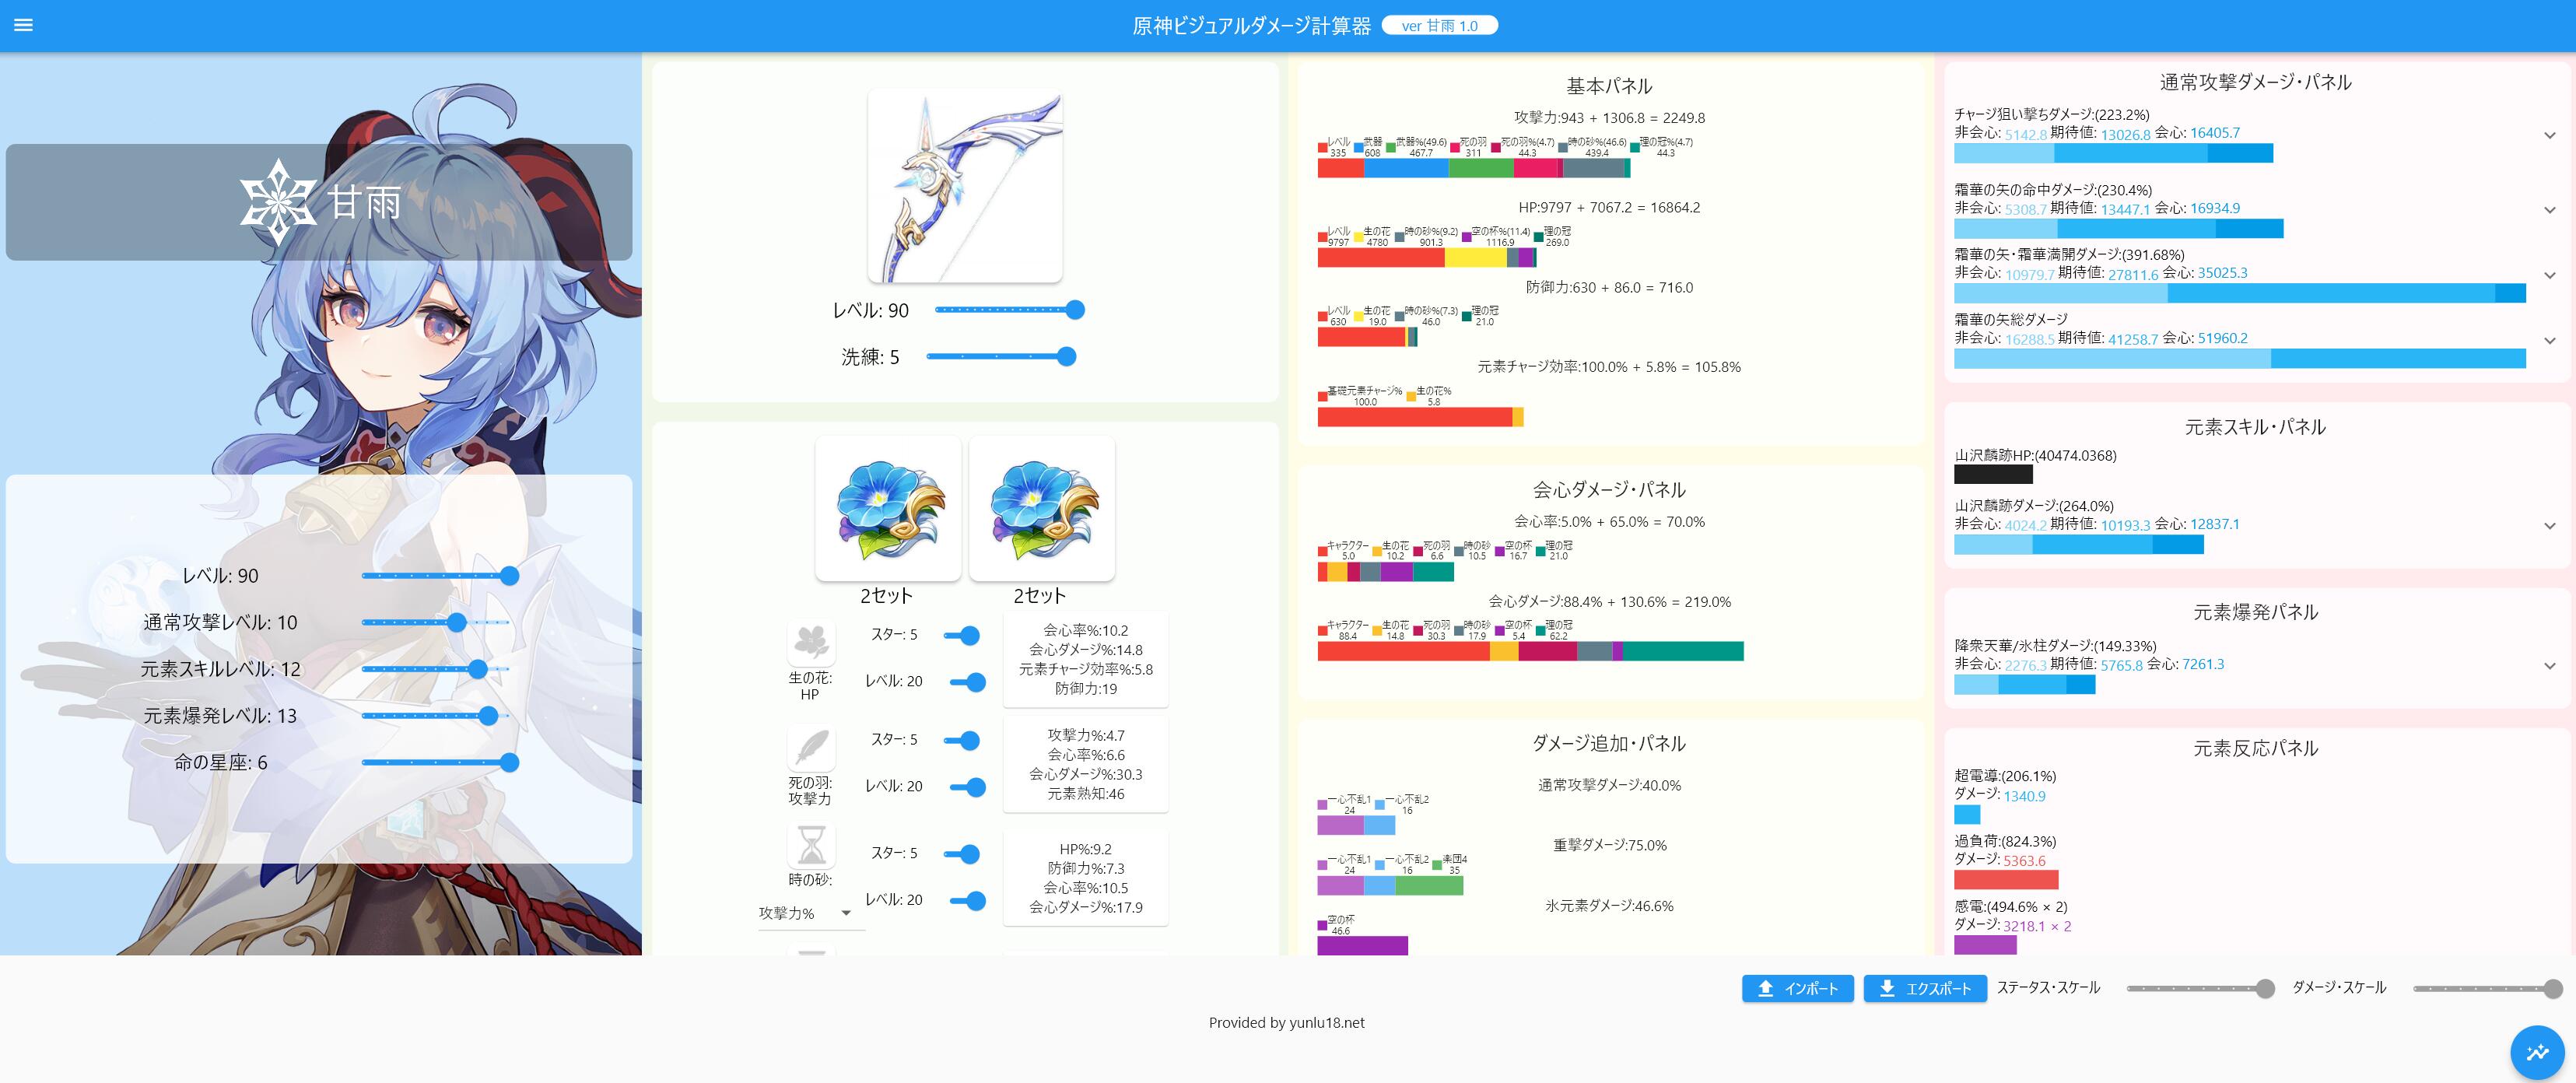 原神ビジュアルダメージ計算器 ver 甘雨 1.0
甘雨
レベル: 90
通常攻撃レベル: 10
元素スキルレベル: 12
元素爆発レベル: 13
命の星座: 6
レベル: 90
洗練: 5
2セット 2セット
生の花:
HP
スター: 5
レベル: 20
会心率%:10.2
会心ダメージ%:14.8
元素チャージ効率%:5.8
防御力:19
死の羽:
攻撃力
スター: 5
レベル: 20
攻撃力%:4.7
会心率%:6.6
会心ダメージ%:30.3
元素熟知:46
時の砂:
攻撃力%
スター: 5
レベル: 20
HP%:9.2
防御力%:7.3
会心率%:10.5
会心ダメージ%:17.9
基本パネル
攻撃力:943 + 1306.8 = 2249.8
レベル 武器 武器%(49.6) 死の羽 死の羽%(4.7) 時の砂%(46.6) 理の冠%(4.7)
335 608 467.7 311 44.3 439.4 44.3
HP:9797 + 7067.2 = 16864.2
レベル 生の花 時の砂%(9.2) 空の杯%(11.4) 理の冠
9797 4780 901.3 1116.9 269.0
防御力:630 + 86.0 = 716.0
レベル 生の花 時の砂%(7.3) 理の冠
630 19.0 46.0 21.0
元素チャージ効率:100.0% + 5.8% = 105.8%
基礎元素チャージ% 生の花%
100.0 5.8
会心ダメージ・パネル
会心率:5.0% + 65.0% = 70.0%
キャラクター 生の花 死の羽 時の砂 空の杯 理の冠
5.0 10.2 6.6 10.5 16.7 21.0
会心ダメージ:88.4% + 130.6% = 219.0%
キャラクター 生の花 死の羽 時の砂 空の杯 理の冠
88.4 14.8 30.3 17.9 5.4 62.2
ダメージ追加・パネル
通常攻撃ダメージ:40.0%
一心不乱1 一心不乱2
24 16
重撃ダメージ:75.0%
一心不乱1 一心不乱2 楽団4
24 16 35
氷元素ダメージ:46.6%
空の杯
46.6
通常攻撃ダメージ・パネル
チャージ狙い撃ちダメージ:(223.2%)
非会心: 5142.8 期待値: 13026.8 会心: 16405.7
霜華の矢の命中ダメージ:(230.4%)
非会心: 5308.7 期待値: 13447.1 会心: 16934.9
霜華の矢・霜華満開ダメージ:(391.68%)
非会心: 10979.7 期待値: 27811.6 会心: 35025.3
霜華の矢総ダメージ
非会心: 16288.5 期待値: 41258.7 会心: 51960.2
元素スキル・パネル
山沢麟跡HP:(40474.0368)
山沢麟跡ダメージ:(264.0%)
非会心: 4024.2 期待値: 10193.3 会心: 12837.1
元素爆発パネル
降衆天華/氷柱ダメージ:(149.33%)
非会心: 2276.3 期待値: 5765.8 会心: 7261.3
元素反応パネル
超電導:(206.1%)
ダメージ: 1340.9
過負荷:(824.3%)
ダメージ: 5363.6
感電:(494.6% × 2)
ダメージ: 3218.1 × 2
インポート エクスポート ステータス・スケール ダメージ・スケール
Provided by yunlu18.net